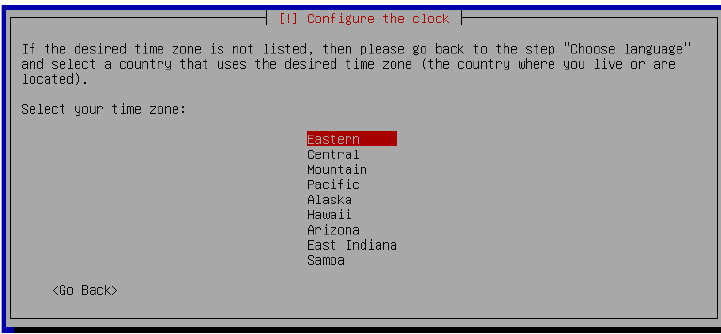 [!] Configure the clock
If the desired time zone is not listed, then please go back to the step "Choose language"
and select a country that uses the desired time zone (the country where you live or are
located).
Select your time zone:
Eastern
Central
Mountain
Pacific
Alaska
Hawaii
Arizona
East Indiana
Samoa
<Go Back>